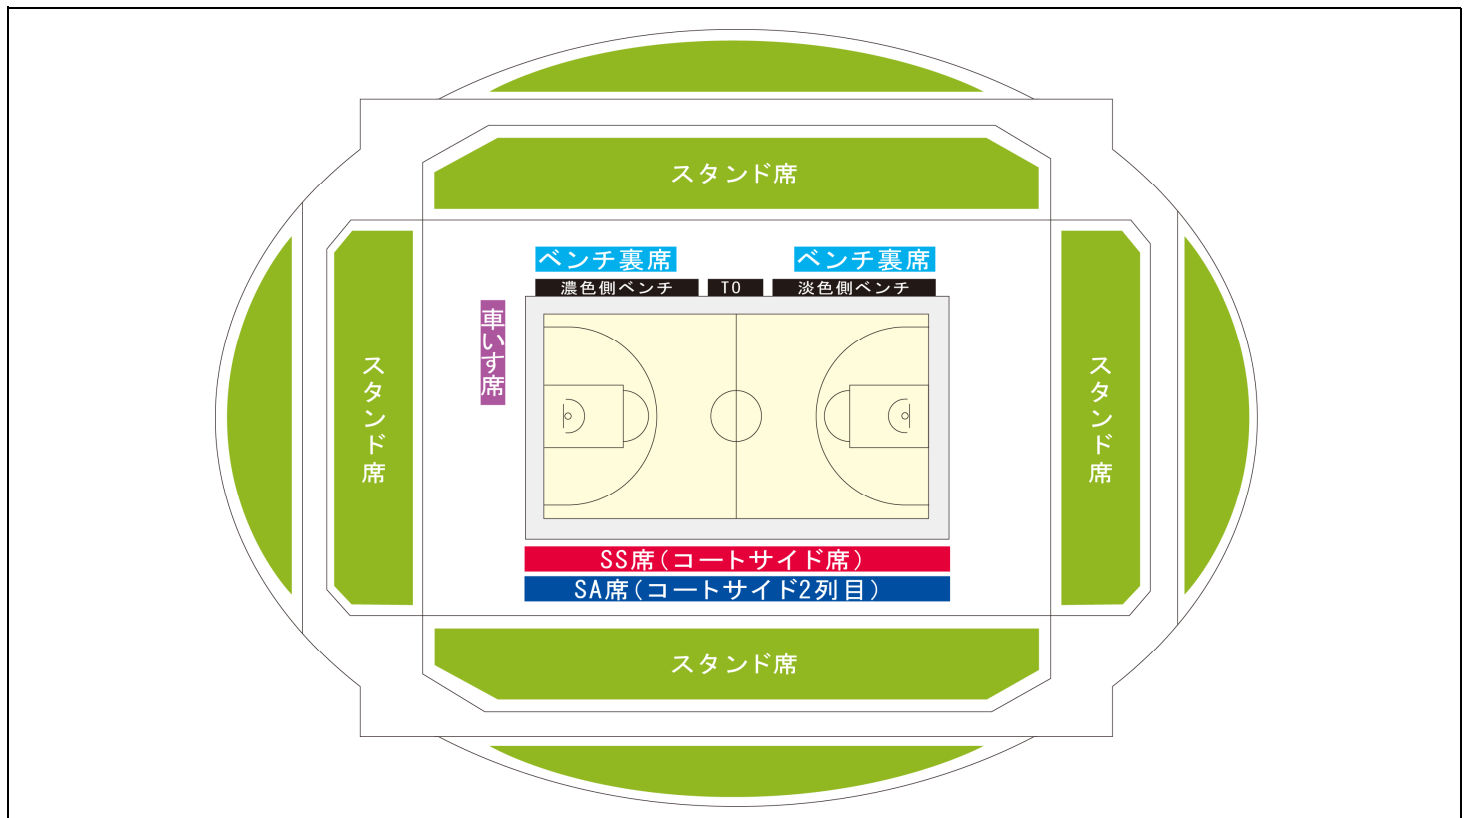 スタンド席
ベンチ裏席
ベンチ裏席
濃色側ベンチ
TO
淡色側ベンチ
車いす席
スタンド席
スタンド席
SS席(コートサイド席)
SA席(コートサイド2列目)
スタンド席